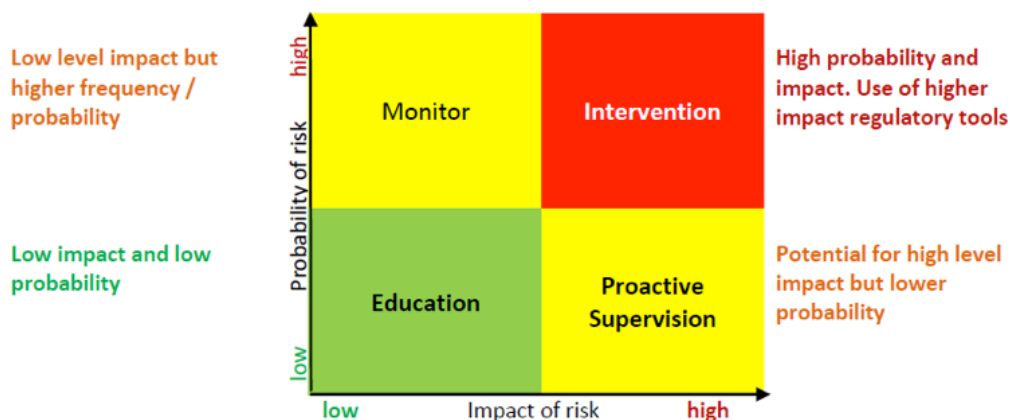 Low level impact but
higher frequency /
probability
Low impact and low
probability
high
Probability of risk
low
Monitor
Intervention
Education
Proactive
Supervision
low
Impact of risk
high
High probability and
impact. Use of higher
impact regulatory tools
Potential for high level
impact but lower
probability